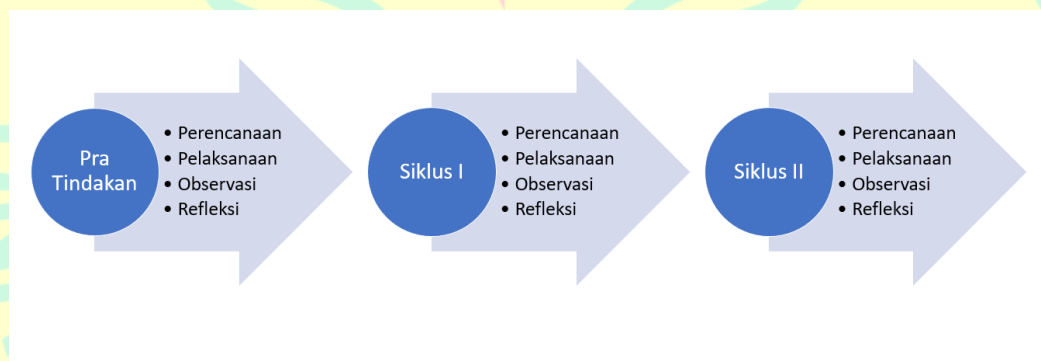 Pra
Tindakan
• Perencanaan
• Pelaksanaan
• Observasi
• Refleksi
Siklus I
• Perencanaan
• Pelaksanaan
• Observasi
• Refleksi
Siklus II
• Perencanaan
• Pelaksanaan
• Observasi
• Refleksi